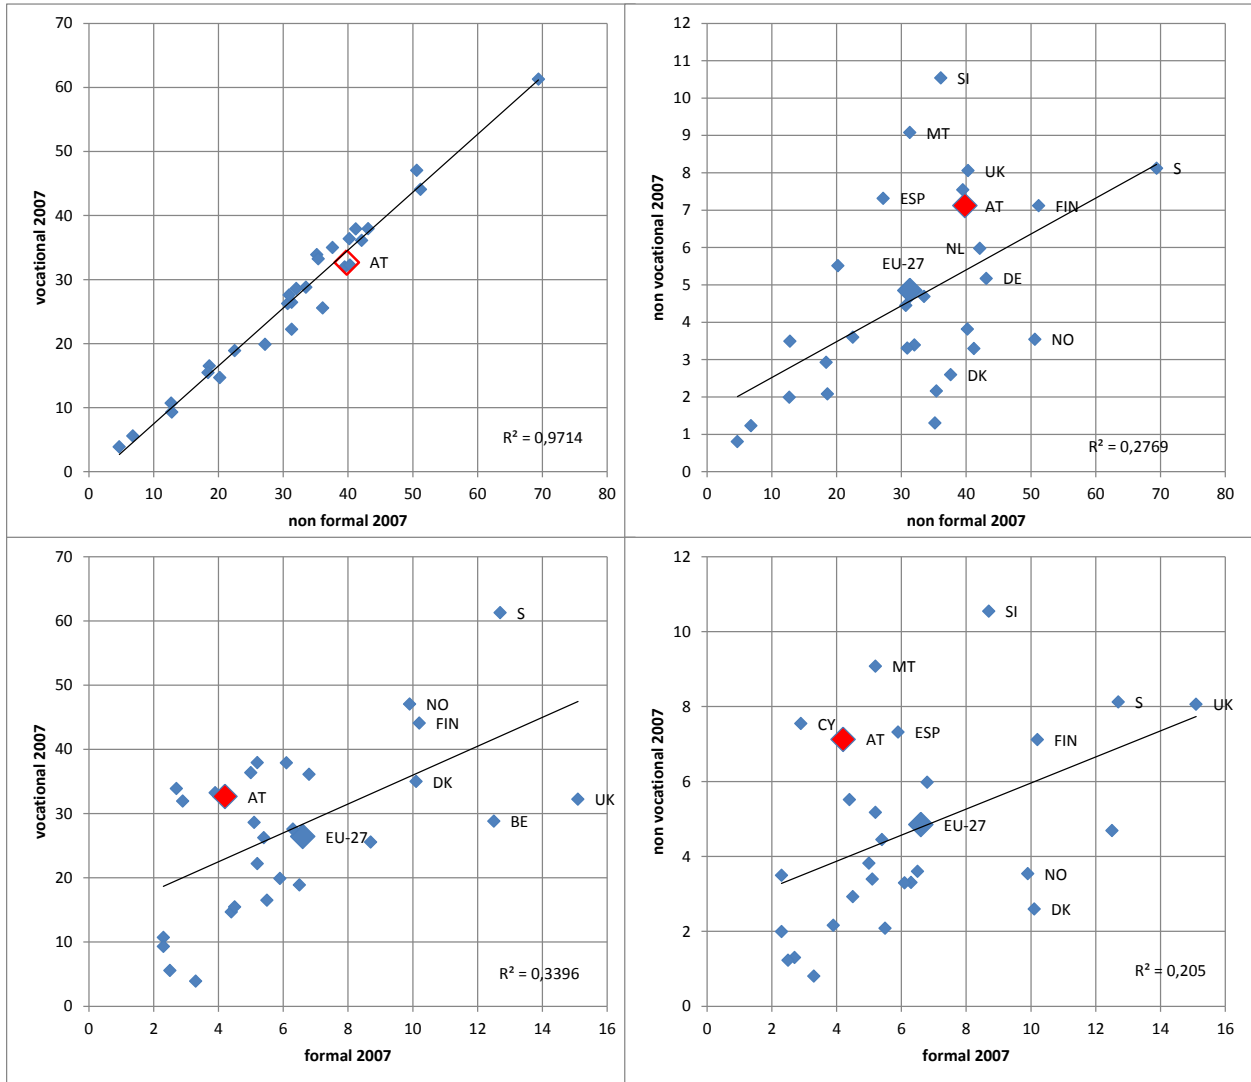 70
60
50
40
30
20
10
0
vocational 2007
AT
R² = 0,9714
0 10 20 30 40 50 60 70 80
non formal 2007
12
11
10
9
8
7
6
5
4
3
2
1
0
non vocational 2007
SI
MT
UK
S
ESP
AT
FIN
NL
EU-27
DE
NO
DK
R² = 0,2769
0 10 20 30 40 50 60 70 80
non formal 2007
70
60
50
40
30
20
10
0
vocational 2007
S
NO
FIN
DK
AT
UK
BE
EU-27
R² = 0,3396
0 2 4 6 8 10 12 14 16
formal 2007
12
10
8
6
4
2
0
non vocational 2007
SI
MT
S
UK
CY
ESP
AT
FIN
EU-27
NO
DK
R² = 0,205
0 2 4 6 8 10 12 14 16
formal 2007